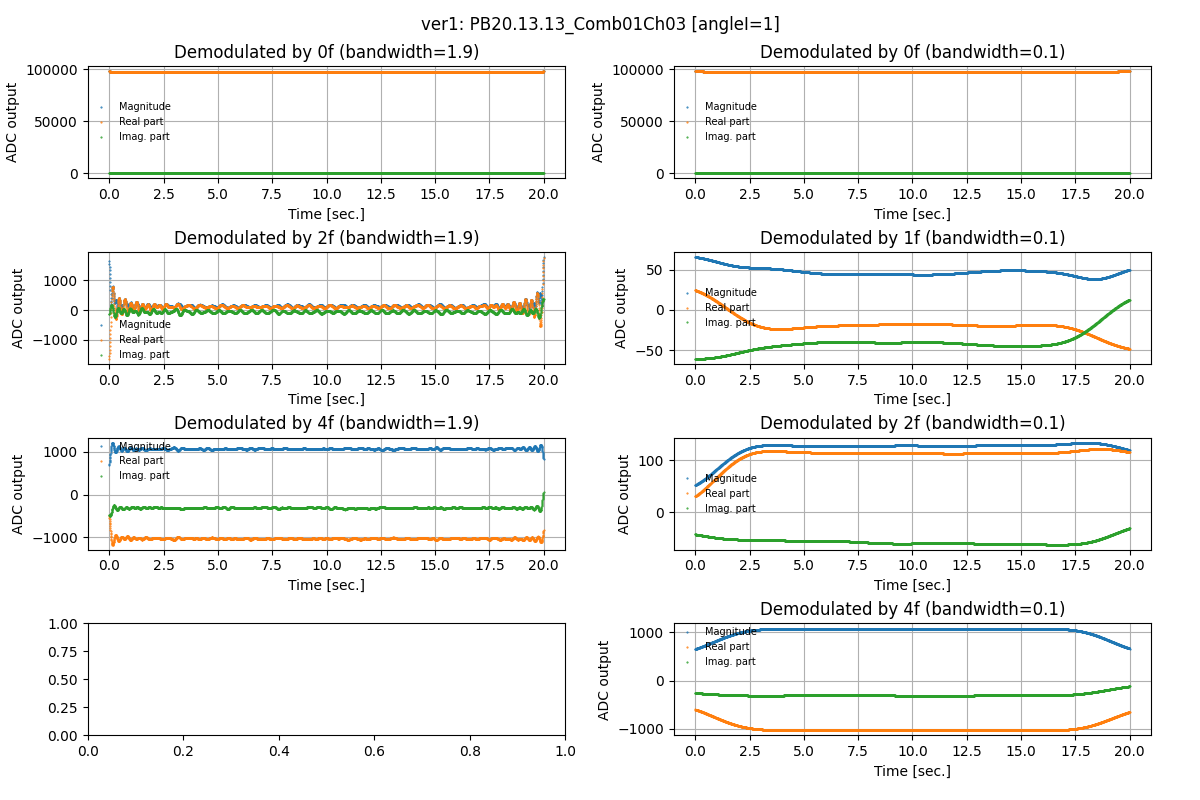 ver1: PB20.13.13_Comb01Ch03 [angleI=1]
Demodulated by 0f (bandwidth=1.9)
100000
50000
0
ADC output
Magnitude
Real part
Imag. part
0.0 2.5 5.0 7.5 10.0 12.5 15.0 17.5 20.0
Time [sec.]
Demodulated by 0f (bandwidth=0.1)
100000
50000
0
ADC output
Magnitude
Real part
Imag. part
0.0 2.5 5.0 7.5 10.0 12.5 15.0 17.5 20.0
Time [sec.]
Demodulated by 2f (bandwidth=1.9)
1000
0
−1000
ADC output
Magnitude
Real part
Imag. part
0.0 2.5 5.0 7.5 10.0 12.5 15.0 17.5 20.0
Time [sec.]
Demodulated by 1f (bandwidth=0.1)
50
0
−50
ADC output
Magnitude
Real part
Imag. part
0.0 2.5 5.0 7.5 10.0 12.5 15.0 17.5 20.0
Time [sec.]
Demodulated by 4f (bandwidth=1.9)
1000
0
−1000
ADC output
Magnitude
Real part
Imag. part
0.0 2.5 5.0 7.5 10.0 12.5 15.0 17.5 20.0
Time [sec.]
Demodulated by 2f (bandwidth=0.1)
100
0
ADC output
Magnitude
Real part
Imag. part
0.0 2.5 5.0 7.5 10.0 12.5 15.0 17.5 20.0
Time [sec.]
1.00
0.75
0.50
0.25
0.00
0.0 0.2 0.4 0.6 0.8 1.0
Demodulated by 4f (bandwidth=0.1)
1000
0
−1000
ADC output
Magnitude
Real part
Imag. part
0.0 2.5 5.0 7.5 10.0 12.5 15.0 17.5 20.0
Time [sec.]